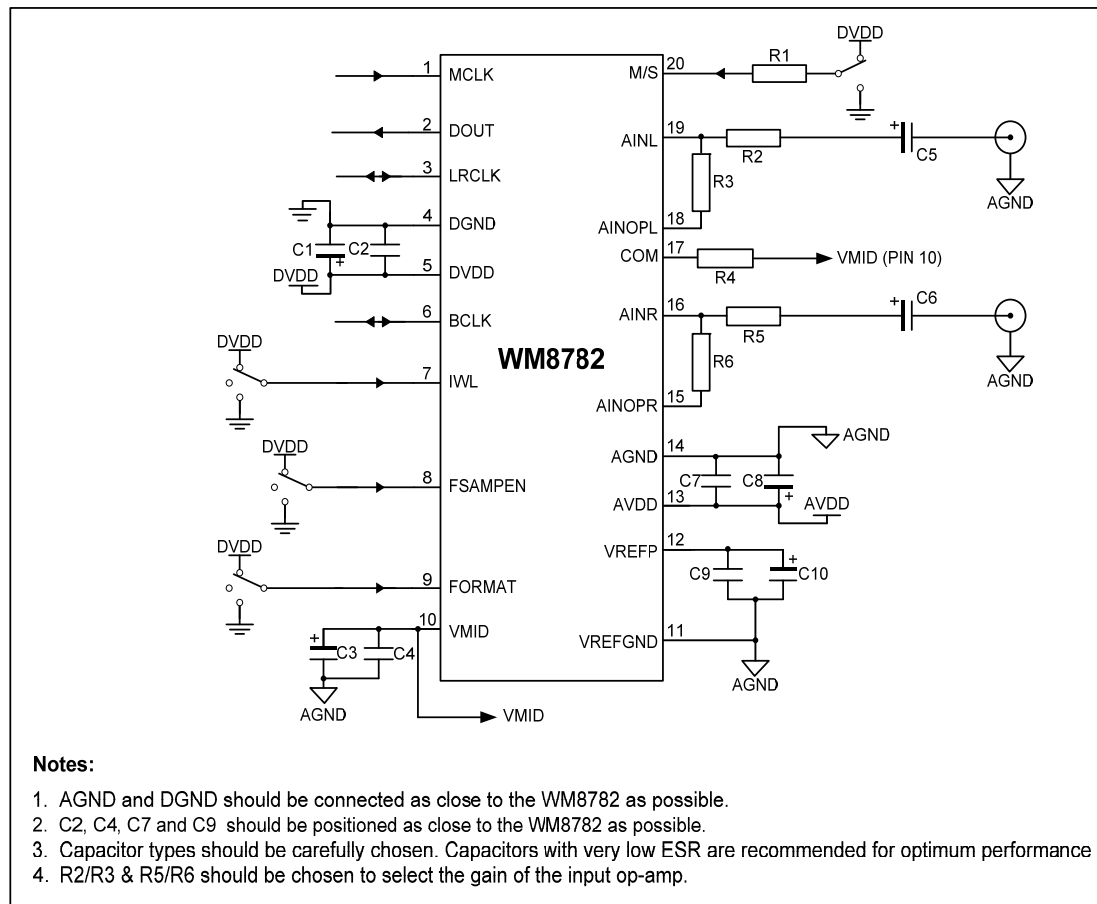 DVDD
R1
1 MCLK
M/S 20
2 DOUT
AINL 19
R2
+
C5
AGND
3 LRCLK
R3
4 DGND
AINOPL 18
C1
C2
+
COM 17
R4
VMID (PIN 10)
DVDD
5 DVDD
6 BCLK
AINR 16
R5
+
C6
AGND
WM8782
DVDD
R6
7 IWL
AINOPR 15
AGND 14
AGND
DVDD
C7
C8
+
8 FSAMPEN
AVDD 13
AVDD
VREFP 12
DVDD
C9
+
C10
9 FORMAT
10 VMID
VREFGND 11
+
C3
C4
AGND
AGND
VMID
Notes:
1. AGND and DGND should be connected as close to the WM8782 as possible.
2. C2, C4, C7 and C9 should be positioned as close to the WM8782 as possible.
3. Capacitor types should be carefully chosen. Capacitors with very low ESR are recommended for optimum performance
4. R2/R3 & R5/R6 should be chosen to select the gain of the input op-amp.